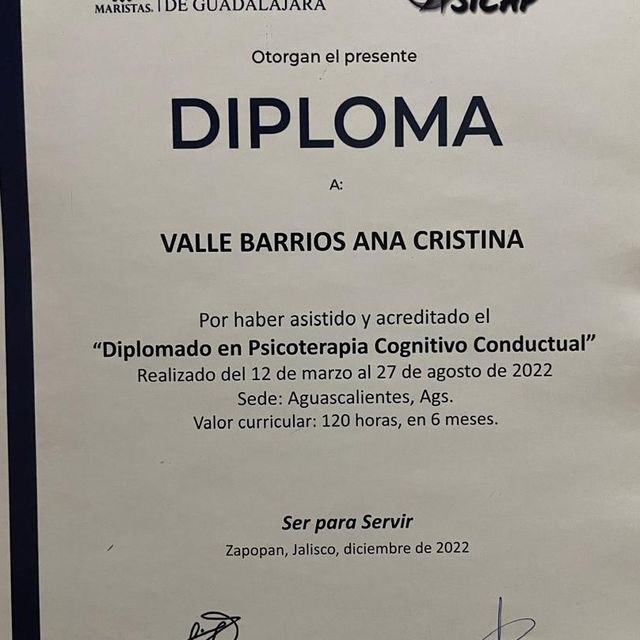 MARISTAS. DE GUADALAJARA
Otorgan el presente
DIPLOMA
A:
VALLE BARRIOS ANA CRISTINA
Por haber asistido y acreditado el
“Diplomado en Psicoterapia Cognitivo Conductual”
Realizado del 12 de marzo al 27 de agosto de 2022
Sede: Aguascalientes, Ags.
Valor curricular: 120 horas, en 6 meses.
Ser para Servir
Zapopan, Jalisco, diciembre de 2022